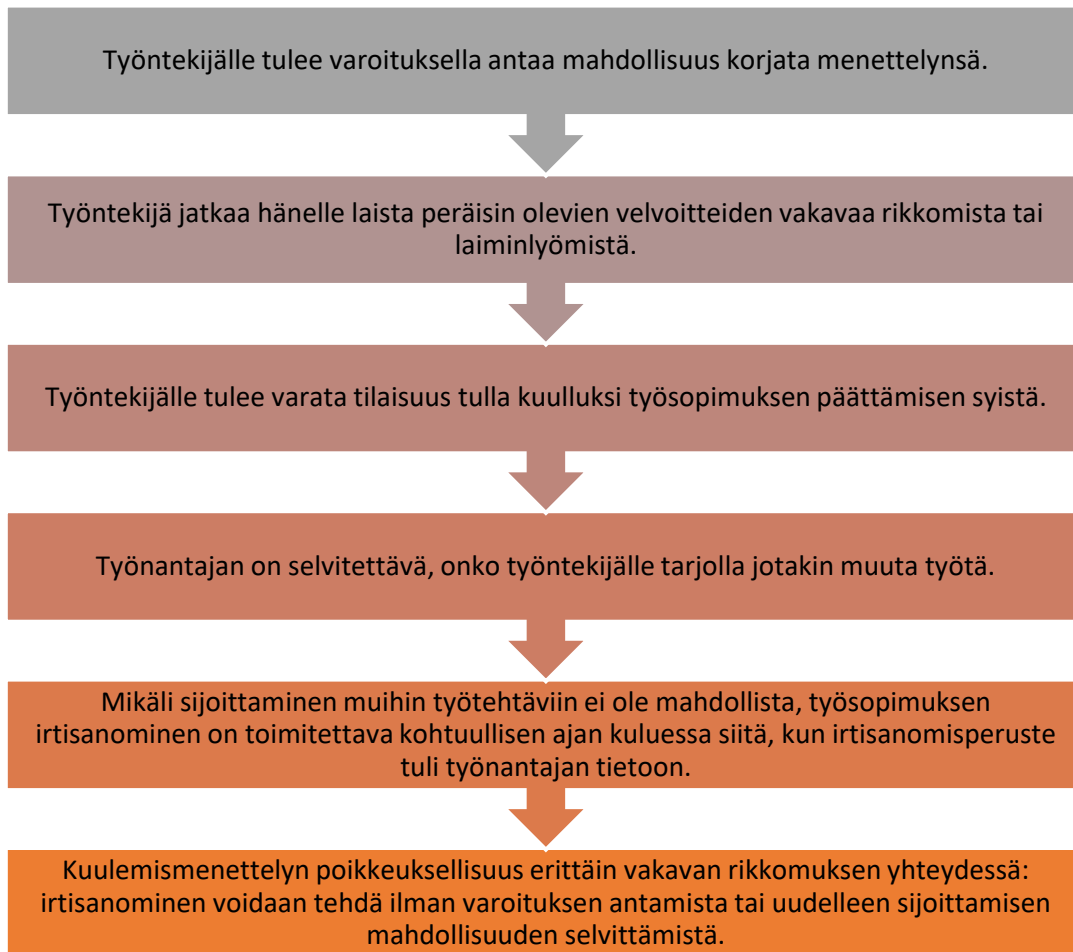 Työntekijälle tulee varoituksella antaa mahdollisuus korjata menettelynsä.
Työntekijä jatkaa hänelle laista peräisin olevien velvoitteiden vakavaa rikkomista tai
laiminlyömistä.
Työntekijälle tulee varata tilaisuus tulla kuulluksi työsopimuksen päättämisen syistä.
Työnantajan on selvitettävä, onko työntekijälle tarjolla jotakin muuta työtä.
Mikäli sijoittaminen muihin työtehtäviin ei ole mahdollista, työsopimuksen
irtisanominen on toimitettava kohtuullisen ajan kuluessa siitä, kun irtisanomisperuste
tuli työnantajan tietoon.
Kuulemismenettelyn poikkeuksellisuus erittäin vakavan rikkomuksen yhteydessä:
irtisanominen voidaan tehdä ilman varoituksen antamista tai uudelleen sijoittamisen
mahdollisuuden selvittämistä.